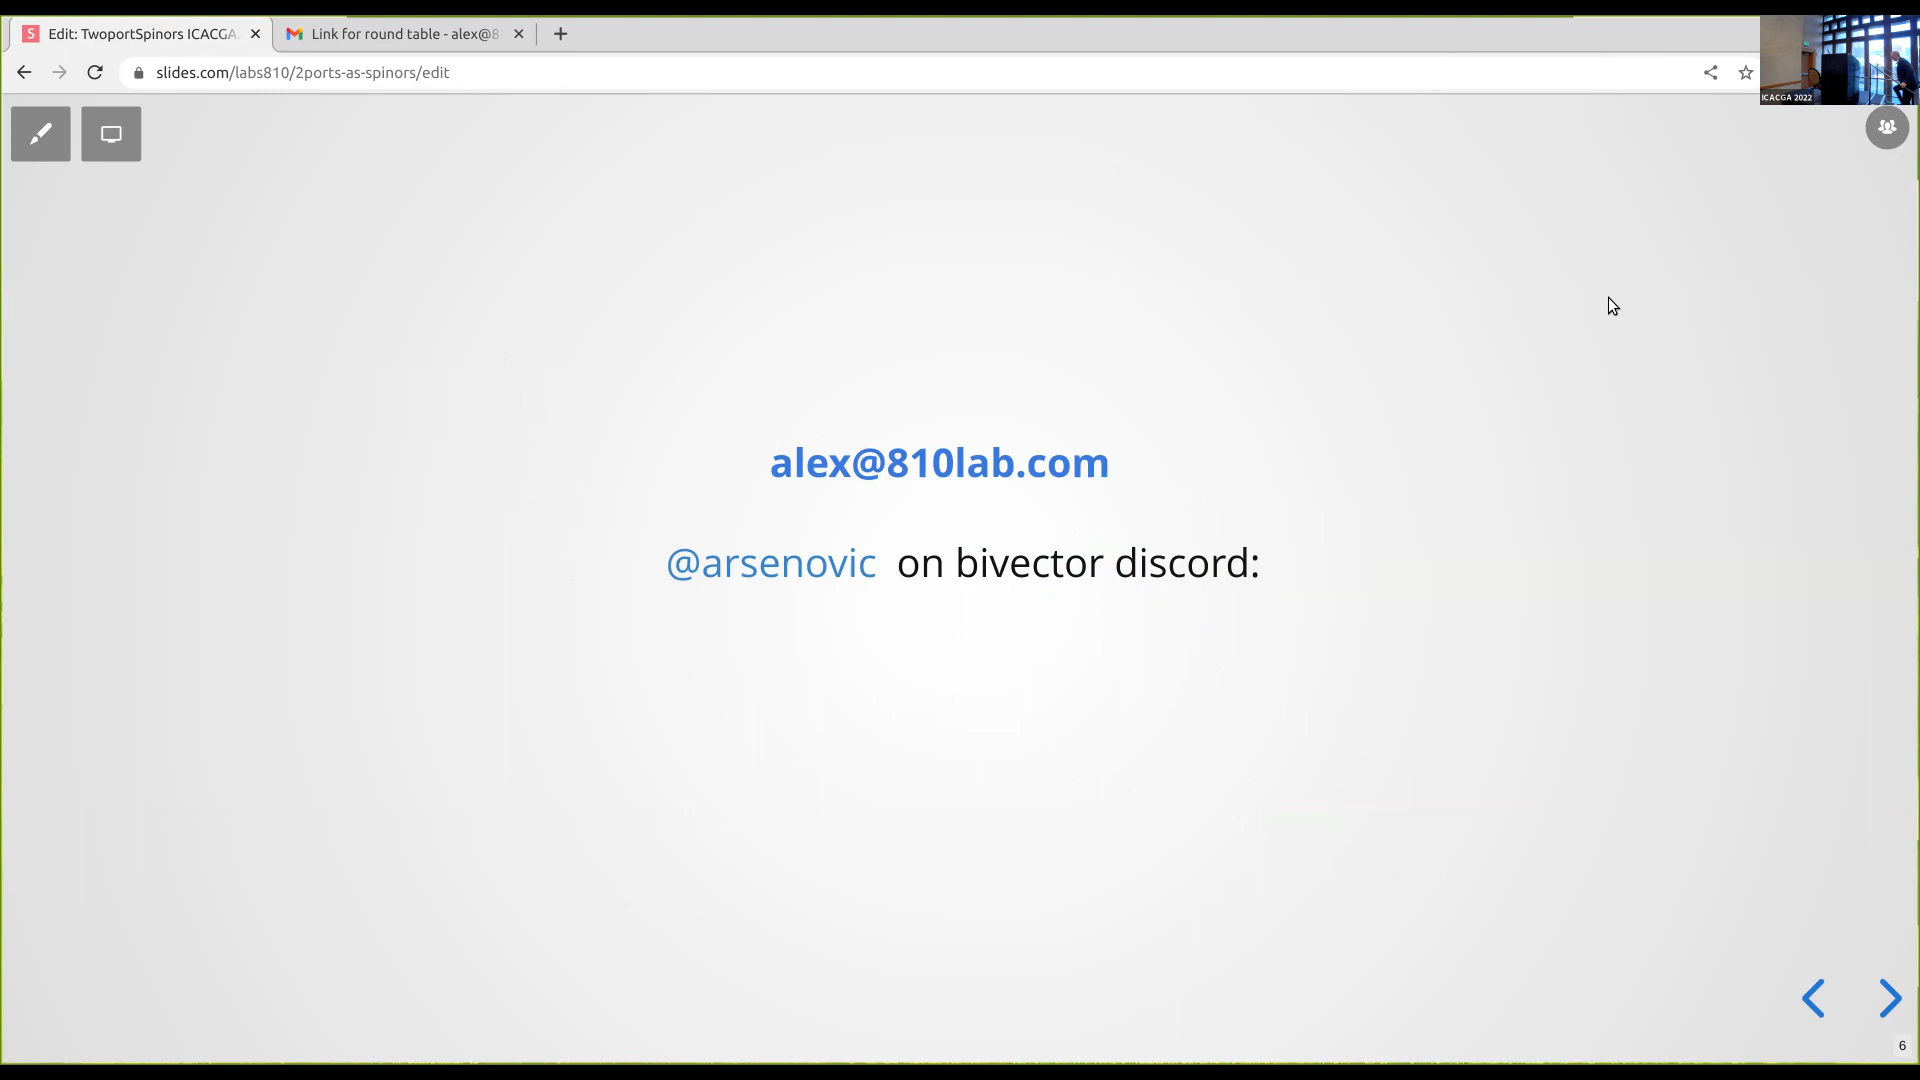 Edit: TwoportSpinors ICACGA
Link for round table - alex@8
slides.com/labs810/2ports-as-spinors/edit
ICACGA 2022
alex@810lab.com
@arsenovic on bivector discord:
6